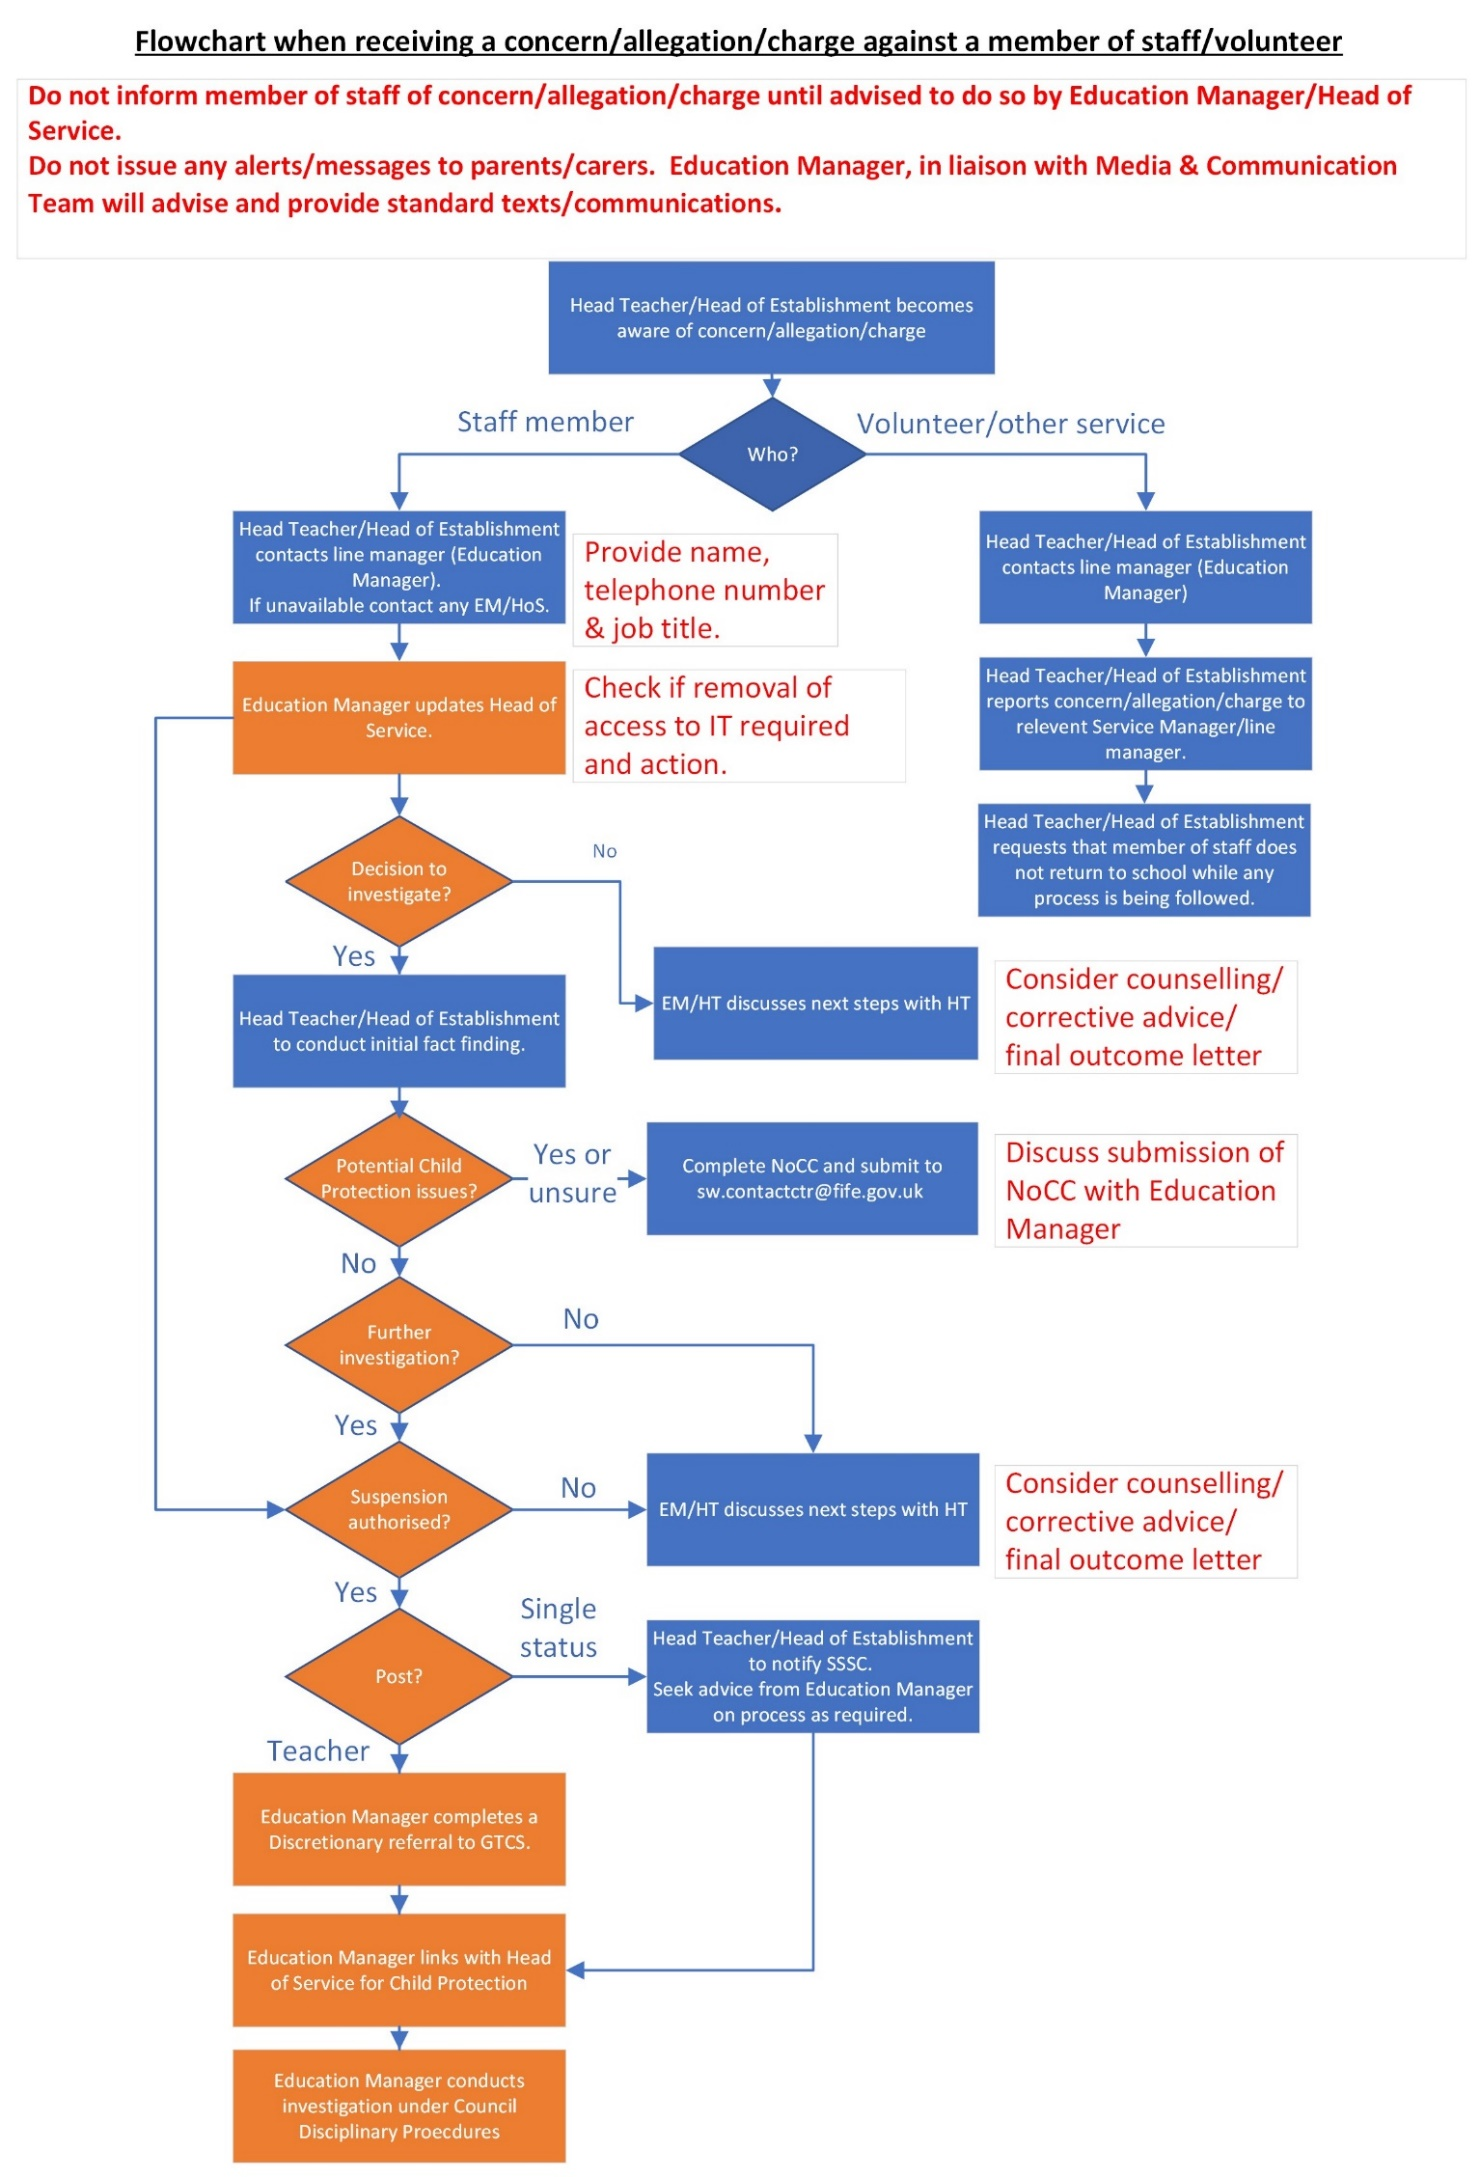 Flowchart when receiving a concern/allegation/charge against a member of staff/volunteer
Do not inform member of staff of concern/allegation/charge until advised to do so by Education Manager/Head of
Service.
Do not issue any alerts/messages to parents/carers.  Education Manager, in liaison with Media & Communication
Team will advise and provide standard texts/communications.
Head Teacher/Head of Establishment becomes
aware of concern/allegation/charge
Staff member
Volunteer/other service
Who?
Head Teacher/Head of Establishment
contacts line manager (Education
Manager).
If unavailable contact any EM/HoS.
Provide name,
telephone number
& job title.
Head Teacher/Head of Establishment
contacts line manager (Education
Manager)
Education Manager updates Head of
Service.
Check if removal of
access to IT required
and action.
Head Teacher/Head of Establishment
reports concern/allegation/charge to
relevent Service Manager/line
manager.
Head Teacher/Head of Establishment
requests that member of staff does
not return to school while any
process is being followed.
Decision to
investigate?
No
Yes
Head Teacher/Head of Establishment
to conduct initial fact finding.
EM/HT discusses next steps with HT
Consider counselling/
corrective advice/
final outcome letter
Potential Child
Protection issues?
Yes or
unsure
Complete NoCC and submit to
sw.contactctr@fife.gov.uk
Discuss submission of
NoCC with Education
Manager
No
Further
investigation?
No
Yes
Suspension
authorised?
No
EM/HT discusses next steps with HT
Consider counselling/
corrective advice/
final outcome letter
Yes
Post?
Single
status
Head Teacher/Head of Establishment
to notify SSSC.
Seek advice from Education Manager
on process as required.
Teacher
Education Manager completes a
Discretionary referral to GTCS.
Education Manager links with Head
of Service for Child Protection
Education Manager conducts
investigation under Council
Disciplinary Proecdures